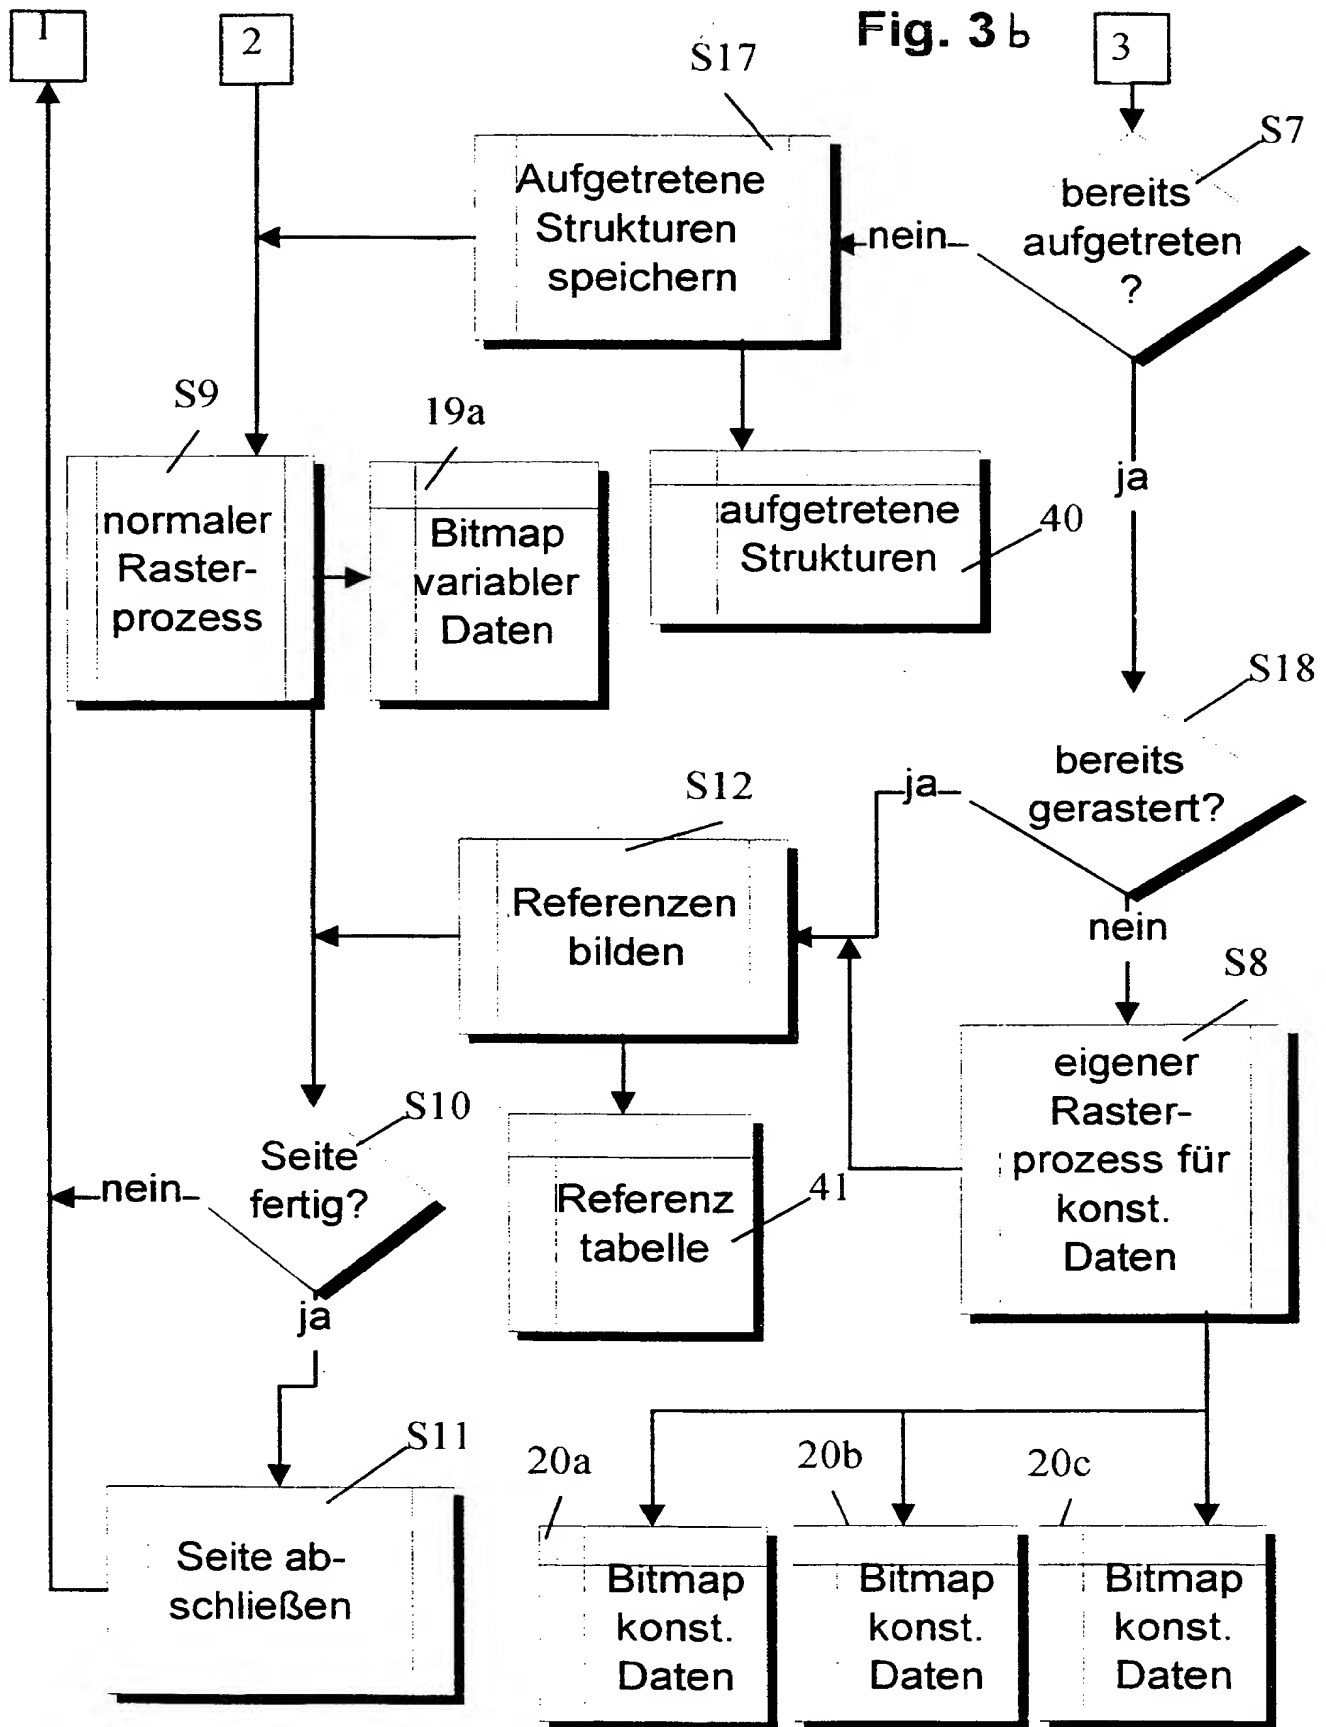 1
2
Fig. 3 b
3
S17
S7
Aufgetretene
Strukturen
speichern
nein
bereits
aufgetreten
?
S9
19a
ja
normaler
Raster-
prozess
Bitmap
variabler
Daten
aufgetretene
Strukturen
40
S18
bereits
gerastert?
ja
S12
Referenzen
bilden
nein
S8
eigener
Raster-
prozess für
konst.
Daten
S10
Seite
fertig?
nein
Referenz
tabelle
41
ja
S11
Seite ab-
schließen
20a
20b
20c
Bitmap
konst.
Daten
Bitmap
konst.
Daten
Bitmap
konst.
Daten